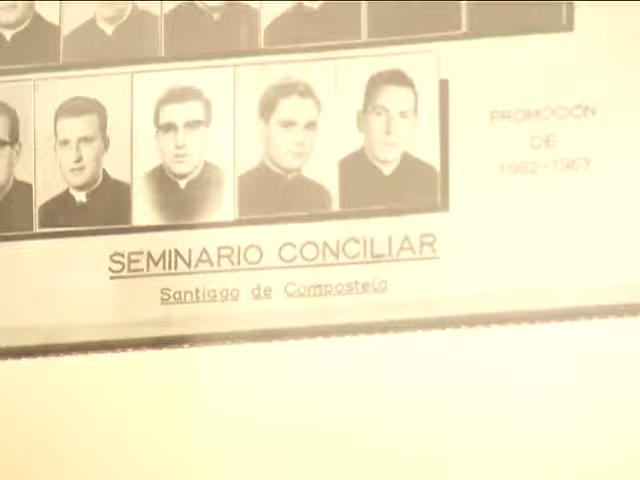 PROMOCIÓN
DE
1962-1963
SEMINARIO CONCILIAR
Santiago de Compostela